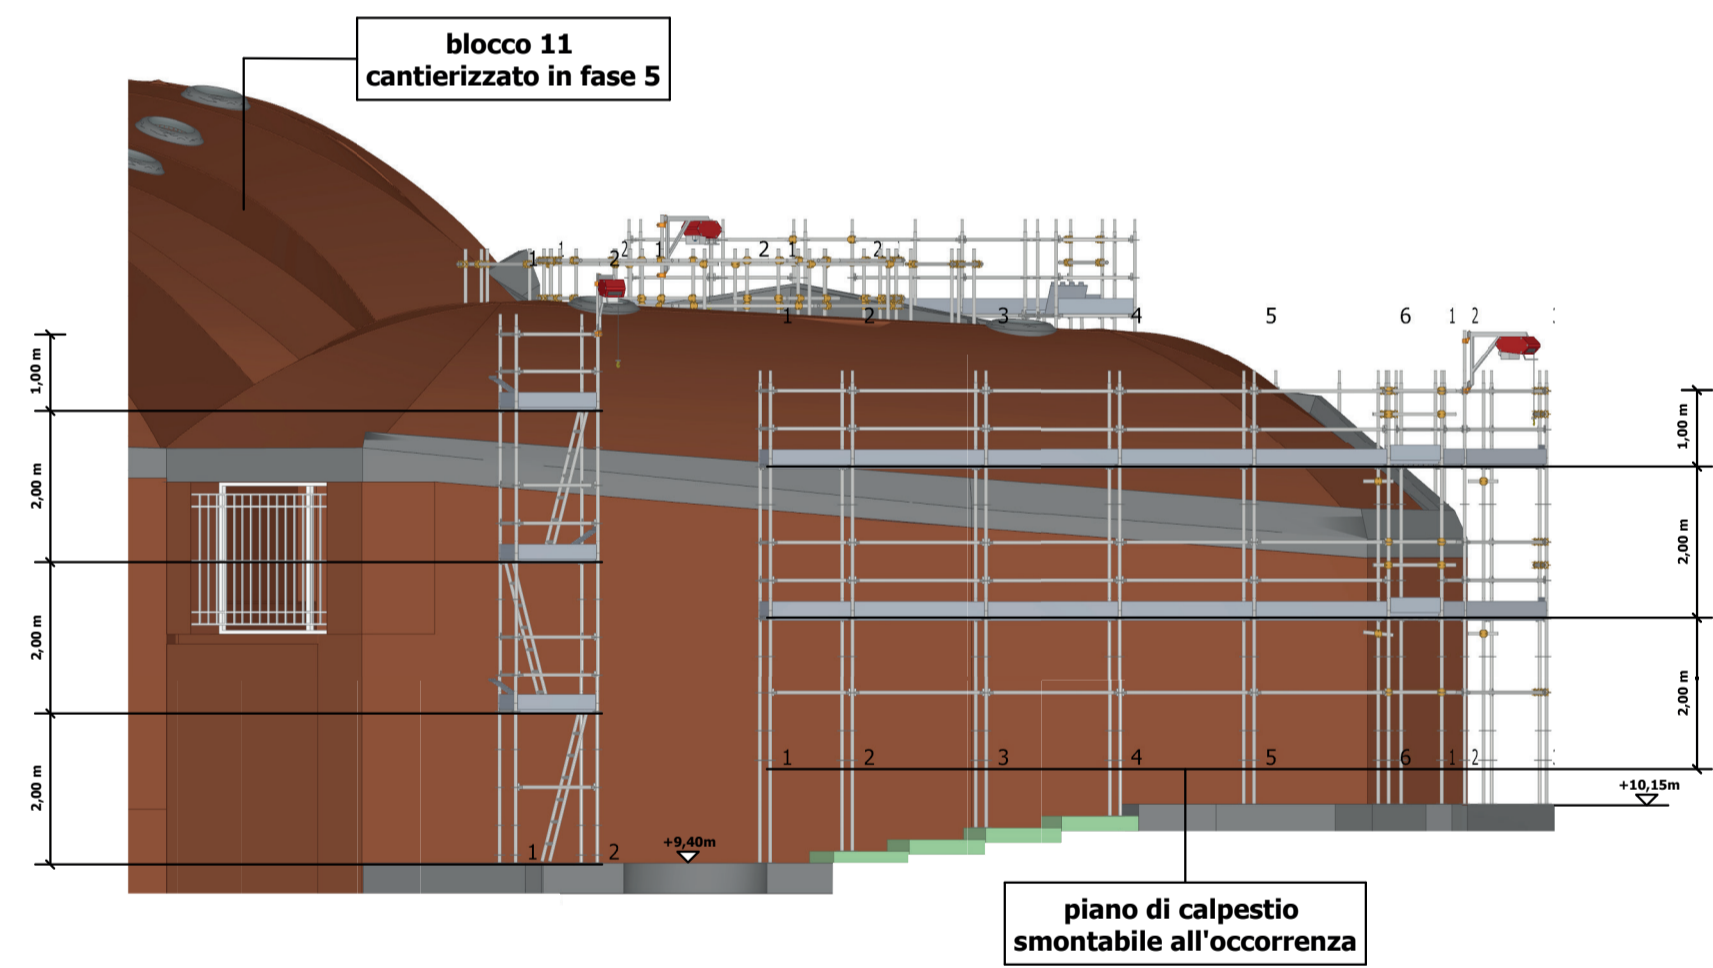 blocco 11
cantierizzato in fase 5
1 1 2 2 1 2 1 2
1 2 3 4 5 6 1 2
1,00 m
1,00 m
2,00 m
2,00 m
2,00 m
2,00 m
2,00 m
1 2 3 4 5 6 1 2
+10,15m
+9,40m
1 2
piano di calpestio
smontabile all'occorrenza